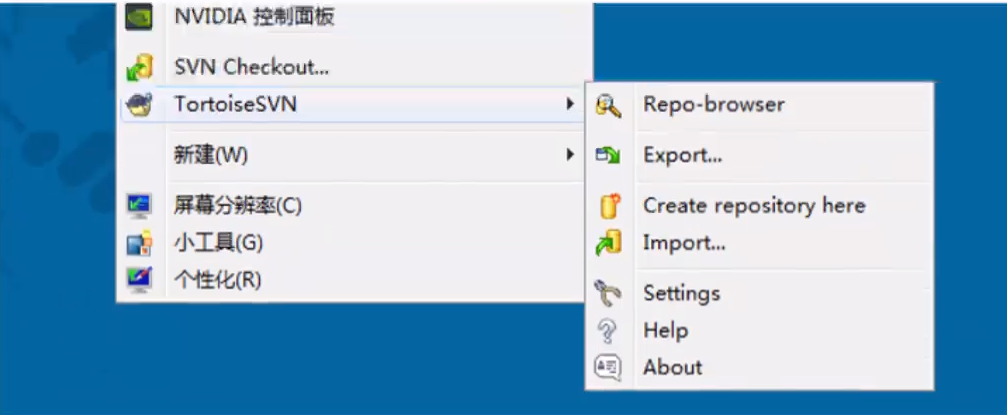 NVIDIA 控制面板
SVN Checkout...
TortoiseSVN
新建(W)
屏幕分辨率(C)
小工具(G)
个性化(R)
Repo-browser
Export...
Create repository here
Import...
Settings
Help
About